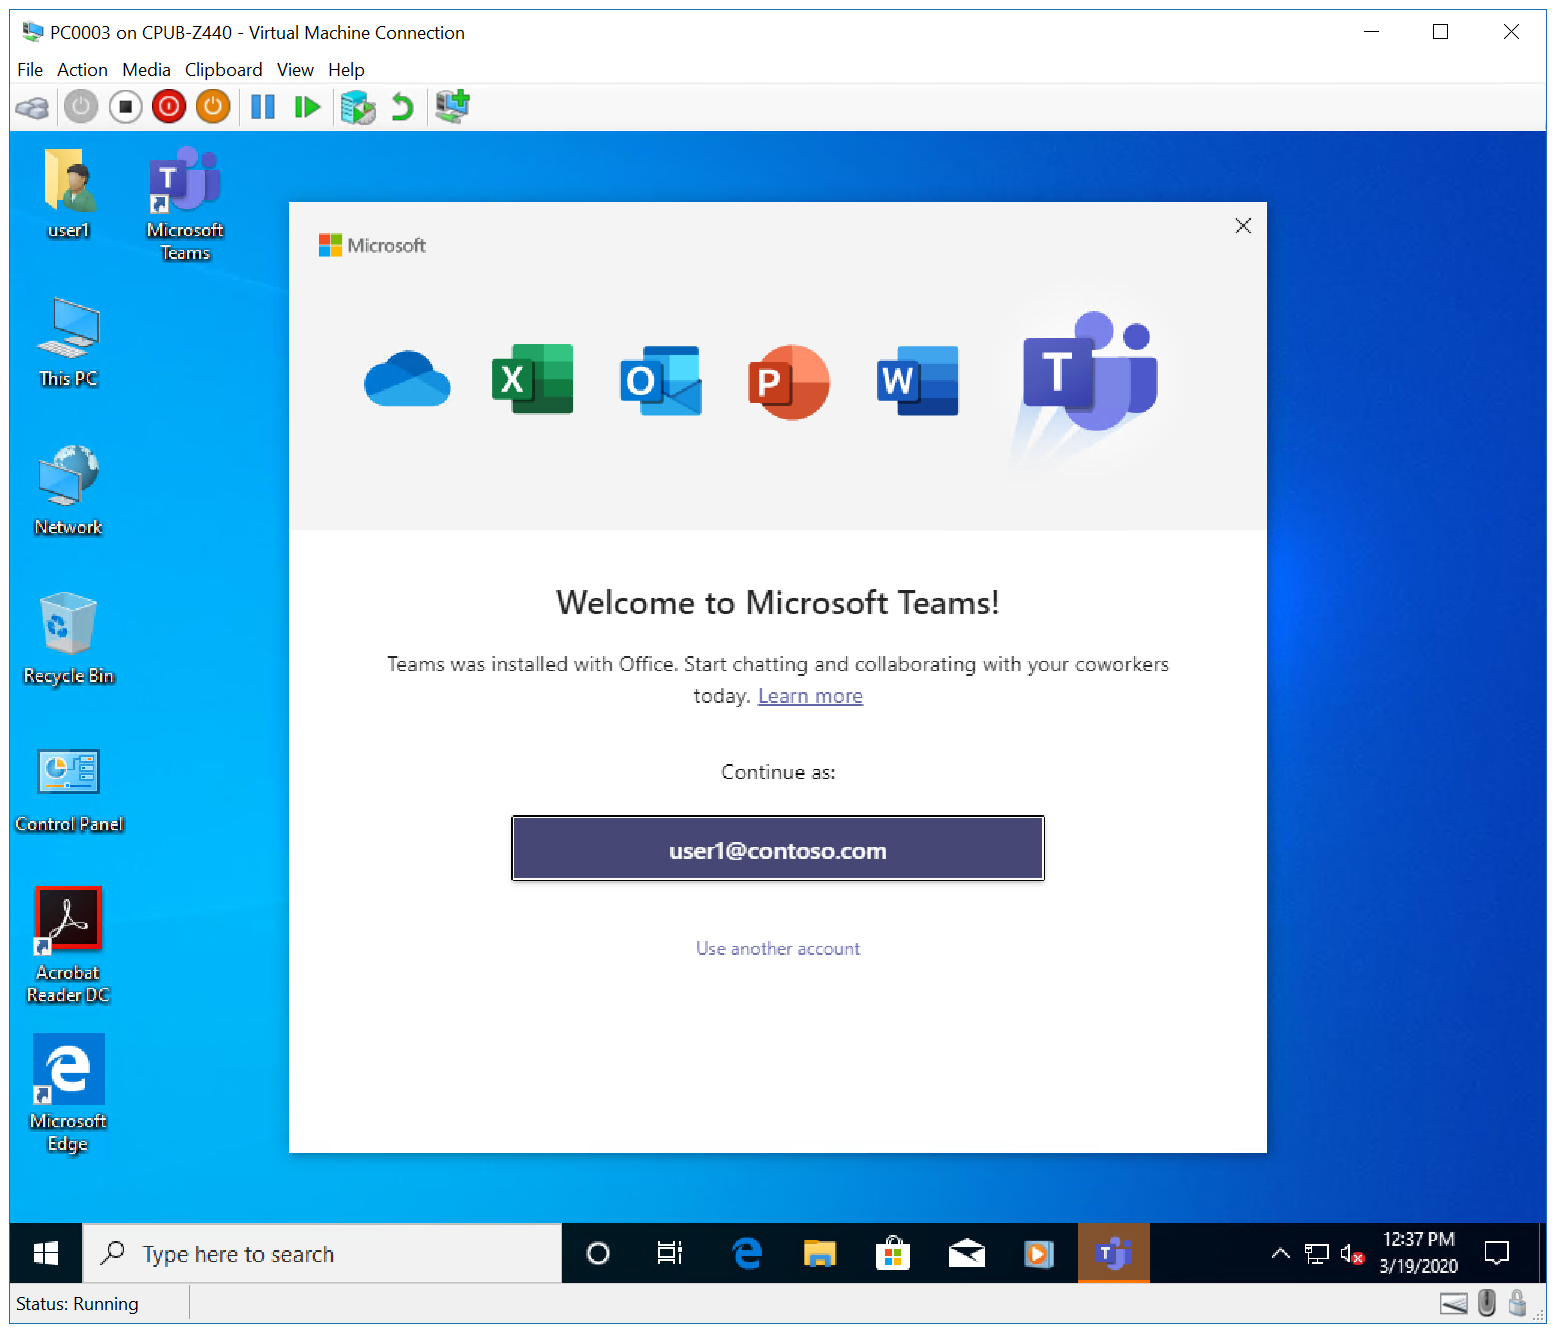 PC0003 on CPUB-Z440 - Virtual Machine Connection
File Action Media Clipboard View Help
user1
Microsoft
Teams
This PC
Network
Recycle Bin
Control Panel
Acrobat
Reader DC
Microsoft
Edge
Microsoft
Welcome to Microsoft Teams!
Teams was installed with Office. Start chatting and collaborating with your coworkers
today. Learn more
Continue as:
user1@contoso.com
Use another account
Type here to search
12:37 PM
3/19/2020
Status: Running